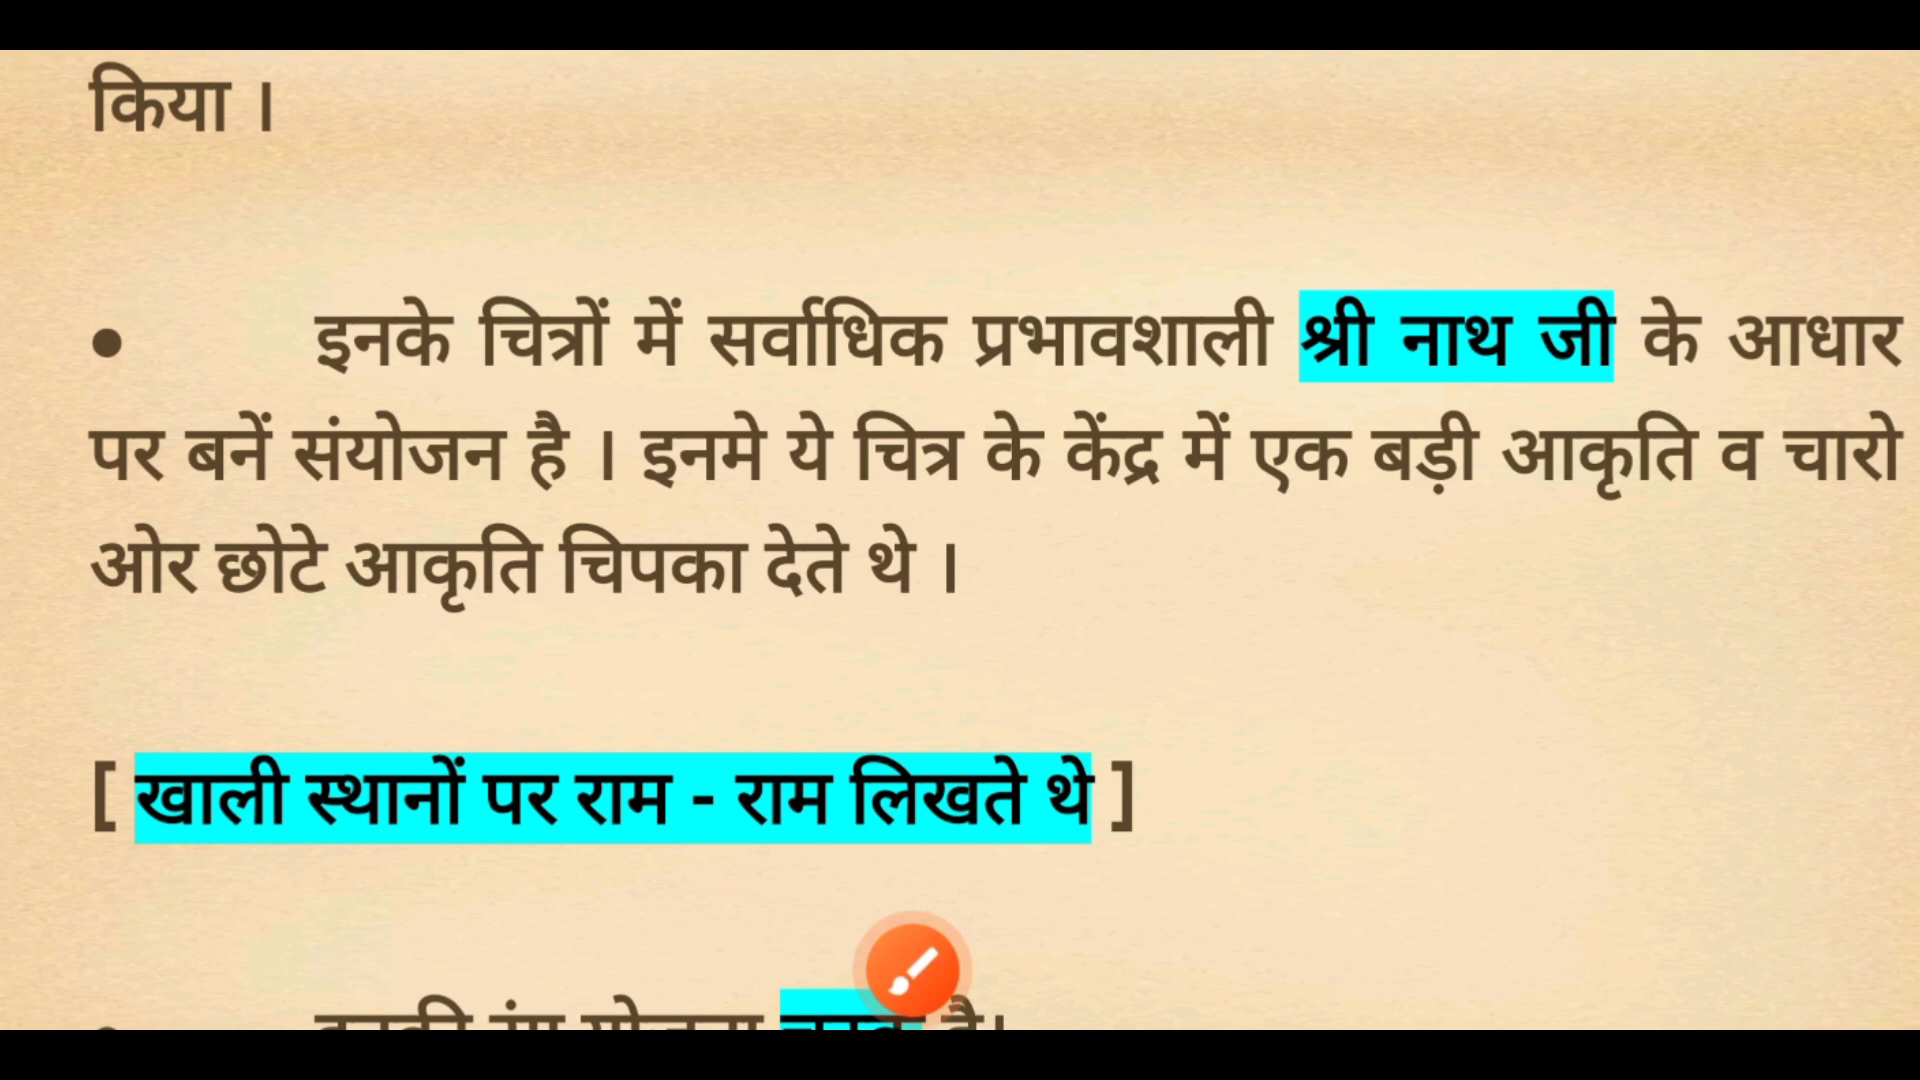 किया ।
• इनके चित्रों में सर्वाधिक प्रभावशाली श्री नाथ जी के आधार
पर बनें संयोजन है । इनमे ये चित्र के केंद्र में एक बड़ी आकृति व चारो
ओर छोटे आकृति चिपका देते थे ।
[ खाली स्थानों पर राम - राम लिखते थे ]